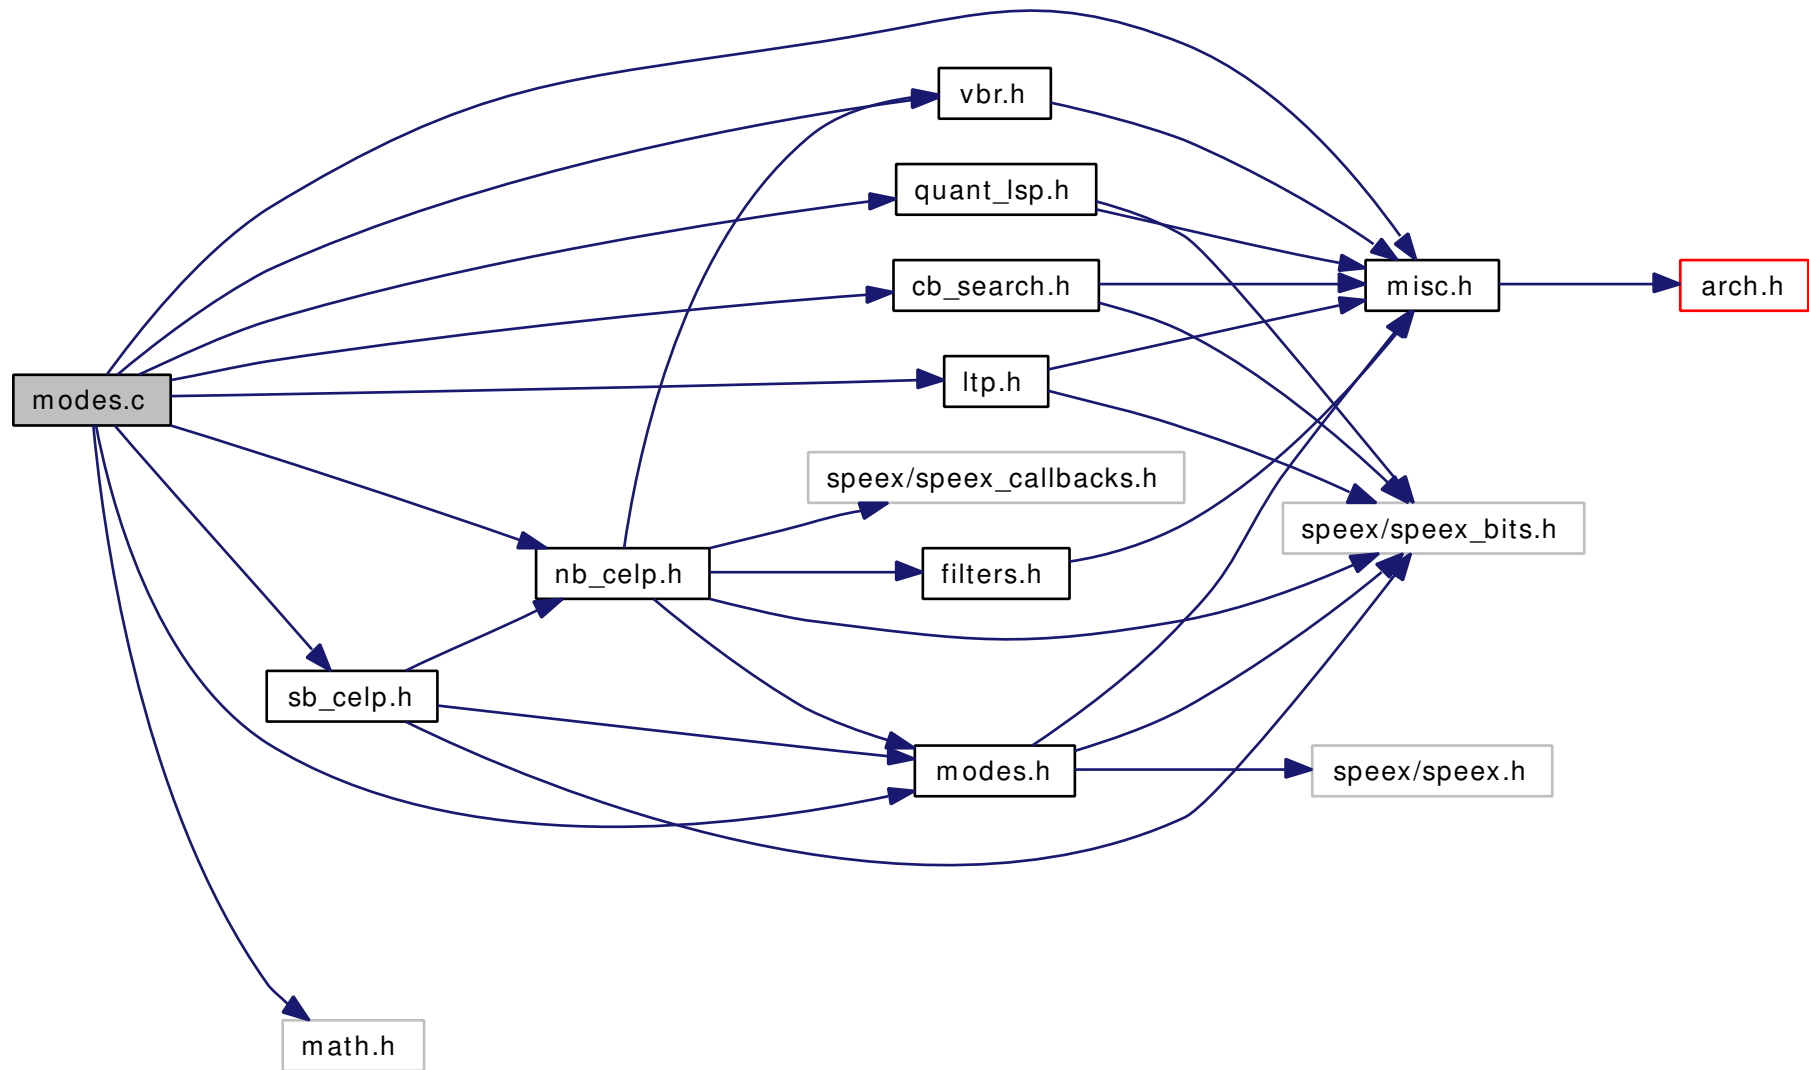 vbr.h
quant_lsp.h
cb_search.h
misc.h
arch.h
ltp.h
modes.c
speex/speex_callbacks.h
speex/speex_bits.h
nb_celp.h
filters.h
sb_celp.h
modes.h
speex/speex.h
math.h